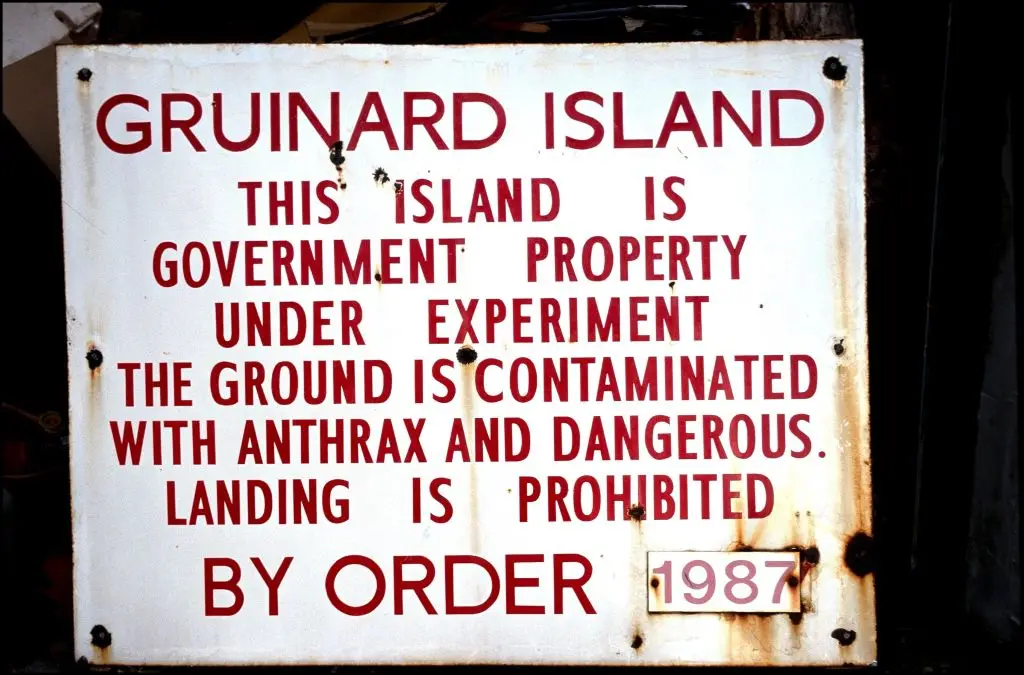 GRUINARD ISLAND
THIS ISLAND IS
GOVERNMENT PROPERTY
UNDER EXPERIMENT
THE GROUND IS CONTAMINATED
WITH ANTHRAX AND DANGEROUS.
LANDING IS PROHIBITED
BY ORDER 1987